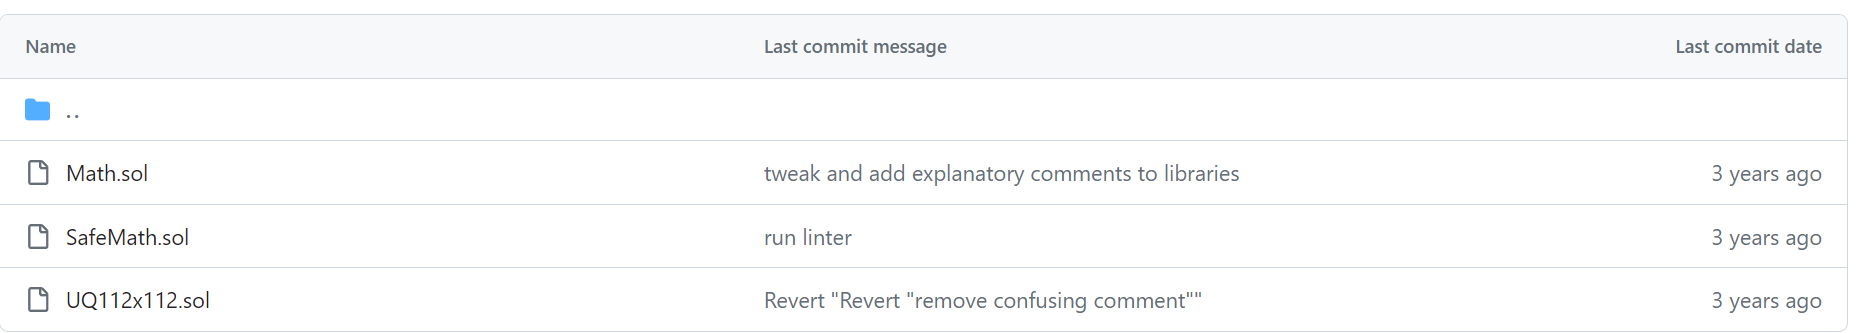 Name Last commit message Last commit date
..
Math.sol tweak and add explanatory comments to libraries 3 years ago
SafeMath.sol run linter 3 years ago
UQ112x112.sol Revert "Revert "remove confusing comment"" 3 years ago